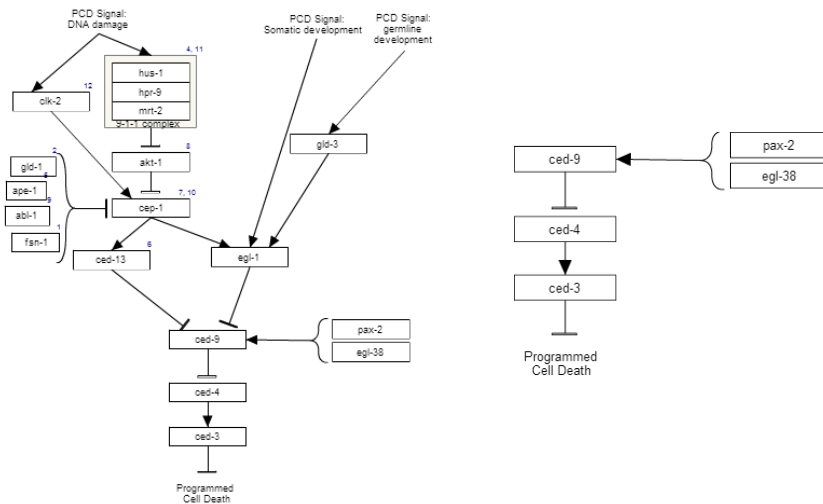 PCD Signal:
DNA damage
PCD Signal:
Somatic development
PCD Signal:
germline
development
4, 11
hus-1
hpr-9
mrt-2
9-1-1 complex
12
clk-2
8
akt-1
gld-3
2
gld-1
8
ape-1
9
abl-1
1
fsn-1
7, 10
cep-1
6
ced-13
egl-1
ced-9
pax-2
egl-38
ced-4
ced-3
Programmed
Cell Death
ced-9
pax-2
egl-38
ced-4
ced-3
Programmed
Cell Death